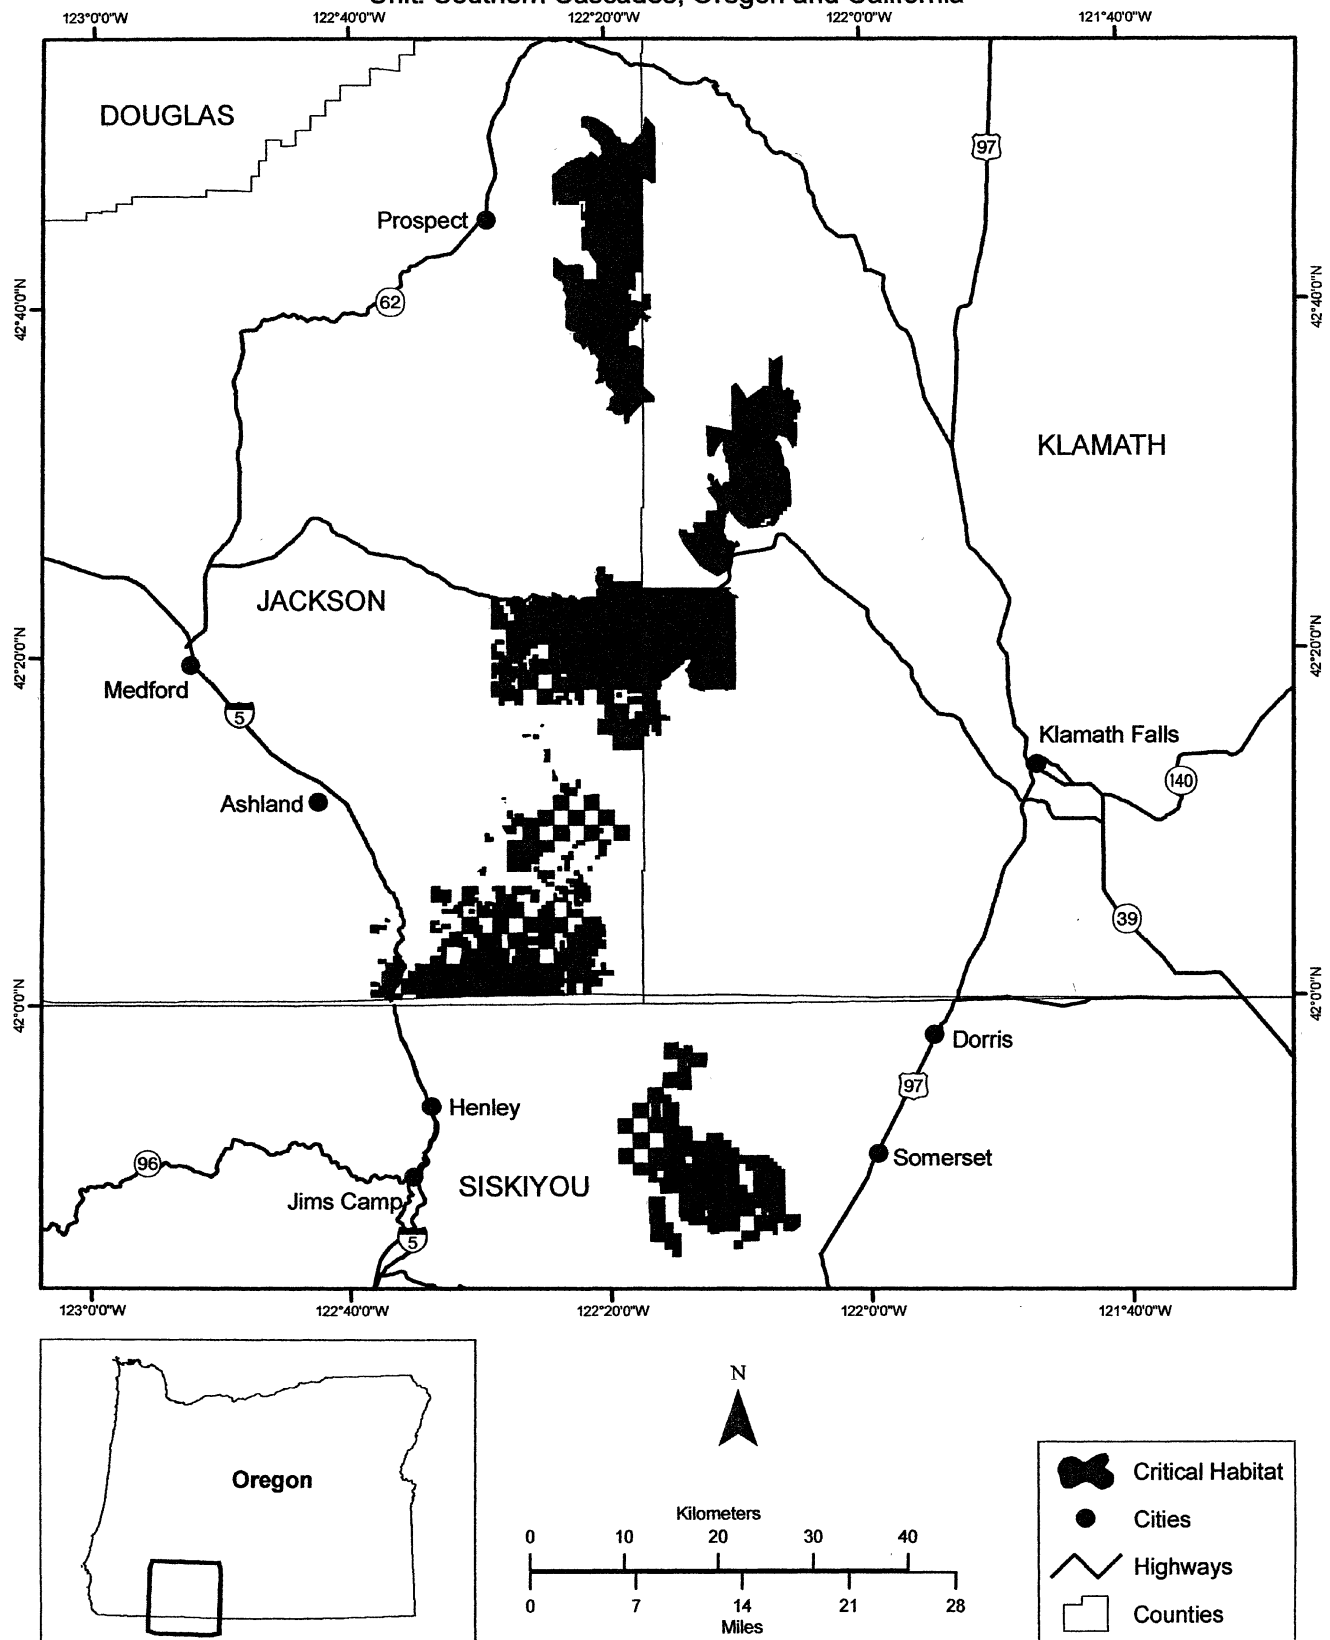 Unit: Southern Cascades, Oregon and California
123°0'0"W 122°40'0"W 122°20'0"W 122°0'0"W 121°40'0"W
DOUGLAS
97
Prospect
62
42°40'0"N
42°40'0"N
KLAMATH
JACKSON
42°20'0"N
42°20'0"N
Medford
5
Klamath Falls
140
Ashland
39
42°0'0"N
42°0'0"N
Dorris
97
Henley
96
Somerset
SISKIYOU
Jims Camp
5
123°0'0"W 122°40'0"W 122°20'0"W 122°0'0"W 121°40'0"W
N
Oregon
Kilometers
0 10 20 30 40
0 7 14 21 28
Miles
Critical Habitat
Cities
Highways
Counties